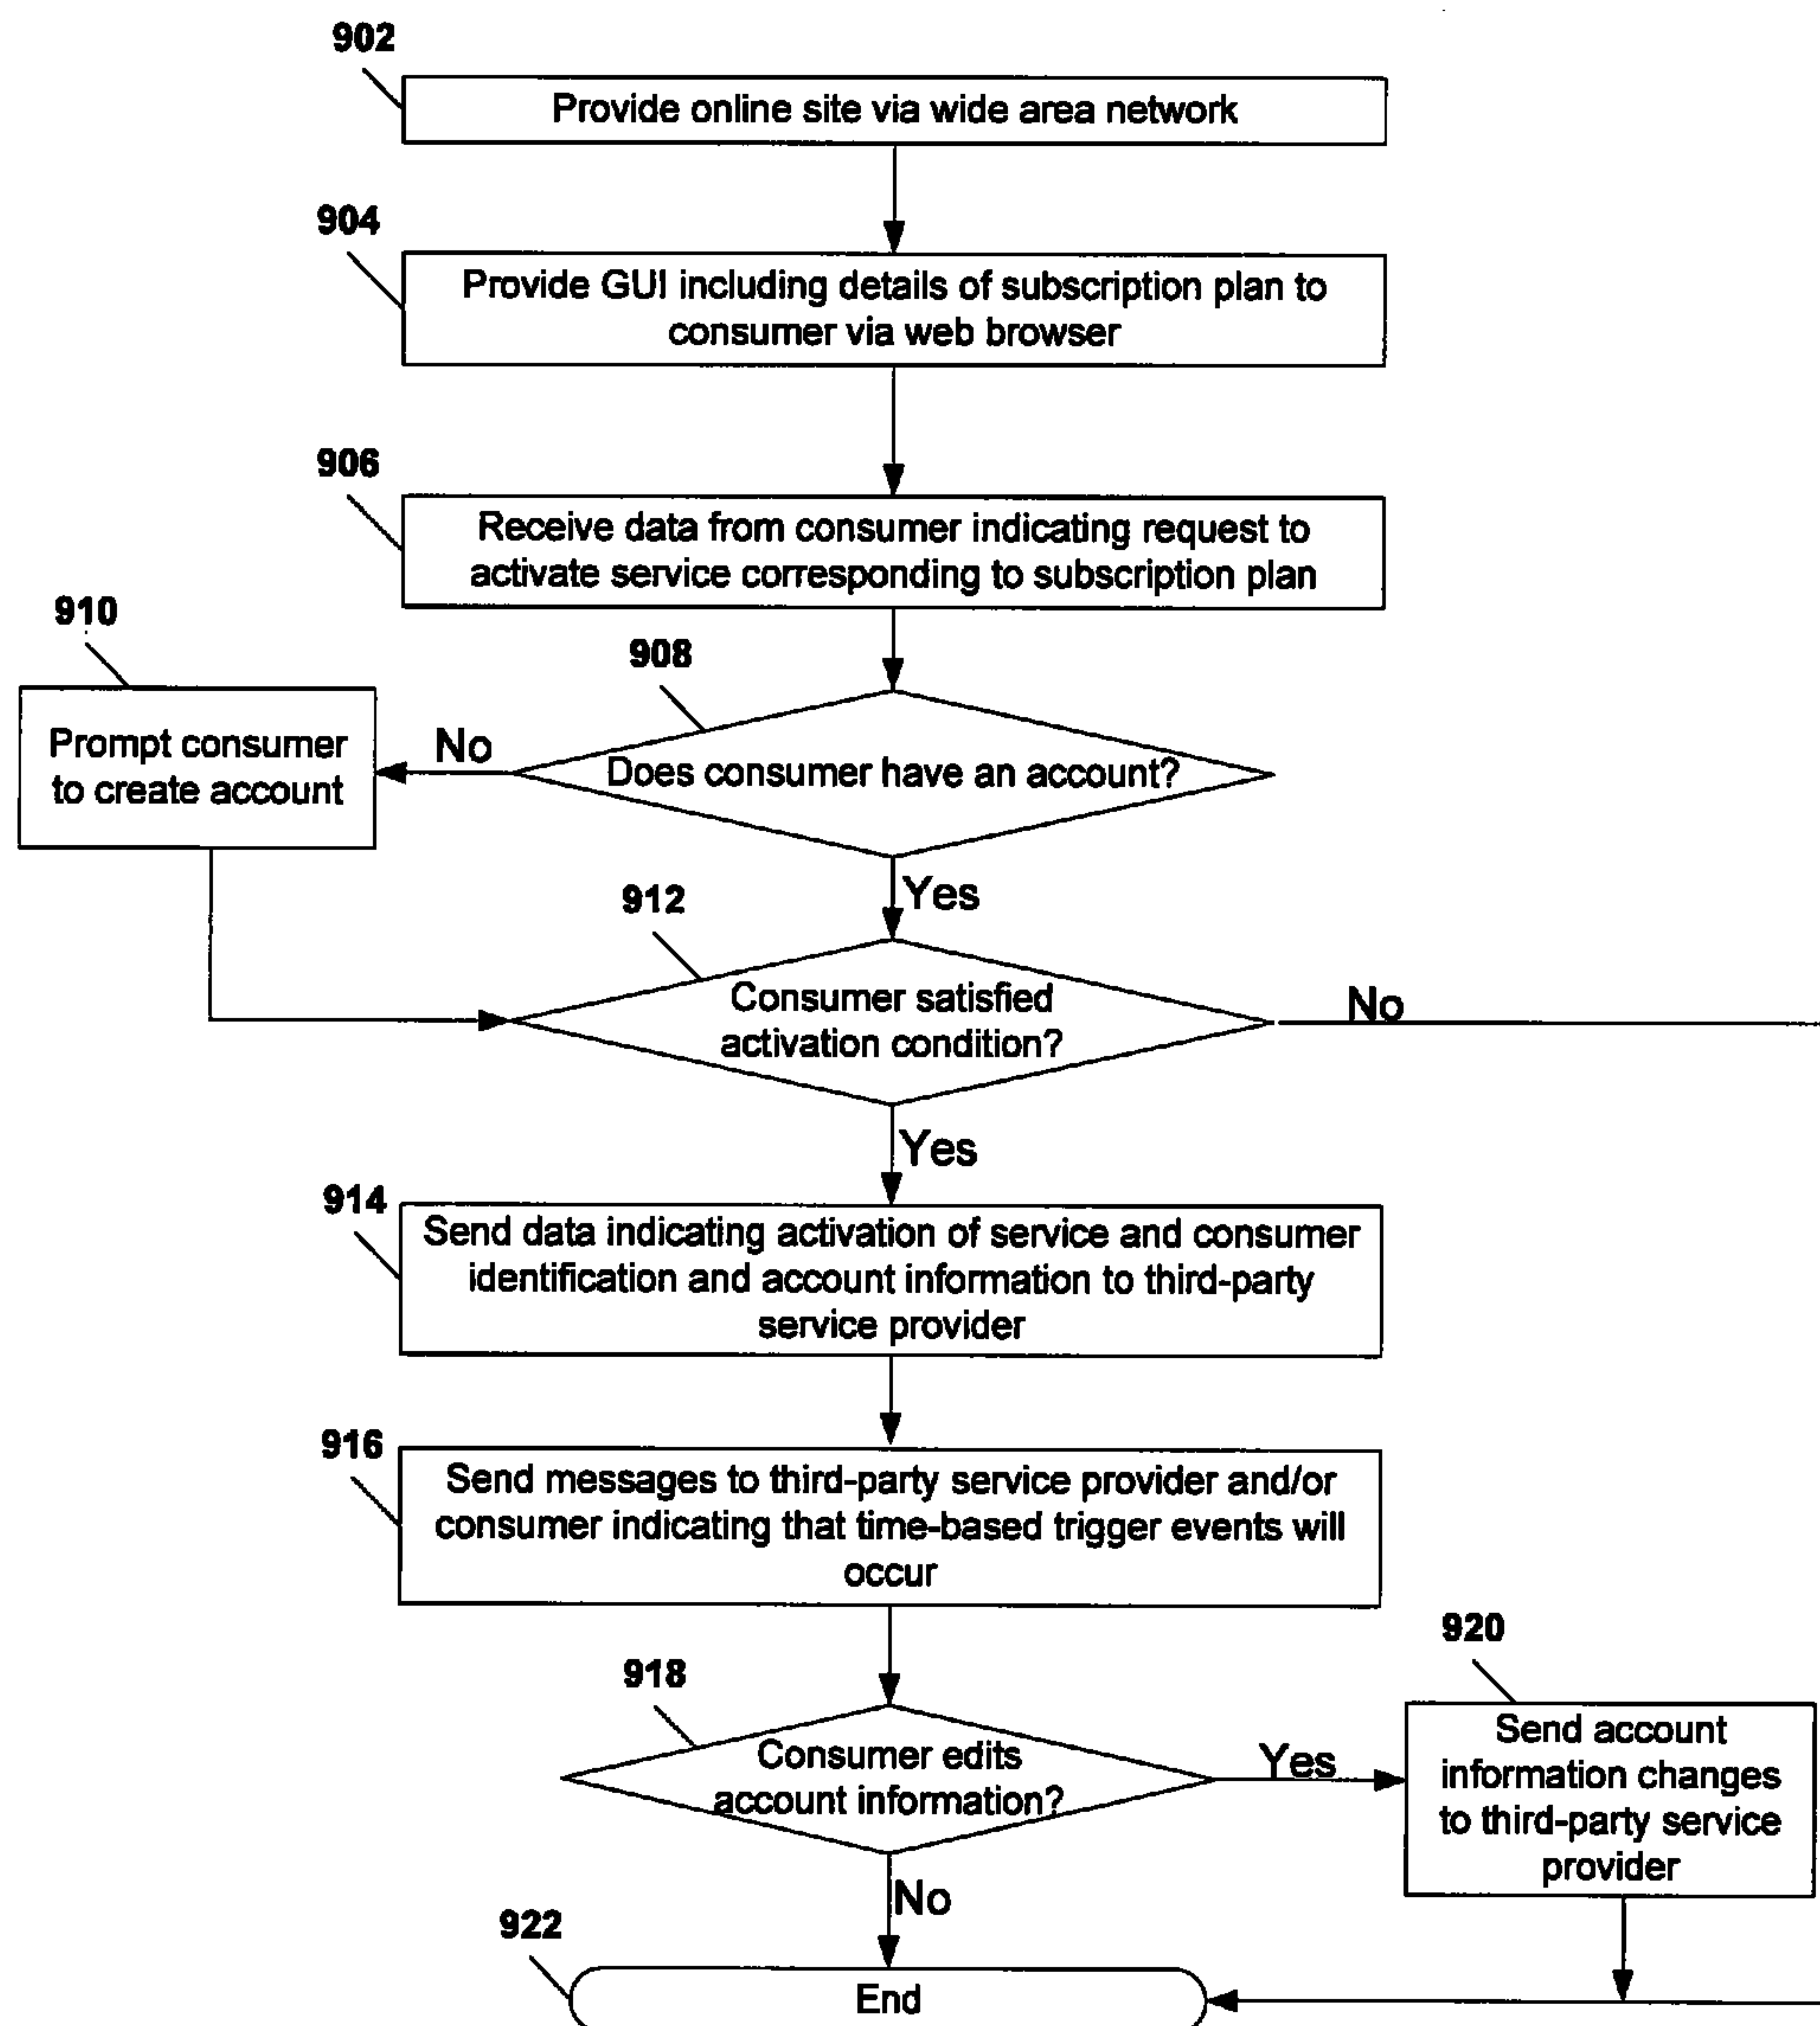 902
Provide online site via wide area network
904
Provide GUI including details of subscription plan to
consumer via web browser
906
Receive data from consumer indicating request to
activate service corresponding to subscription plan
910
908
Prompt consumer
to create account
No
Does consumer have an account?
Yes
912
Consumer satisfied
activation condition?
No
Yes
914
Send data indicating activation of service and consumer
identification and account information to third-party
service provider
916
Send messages to third-party service provider and/or
consumer indicating that time-based trigger events will
occur
918
Consumer edits
account information?
Yes
920
Send account
information changes
to third-party service
provider
No
922
End